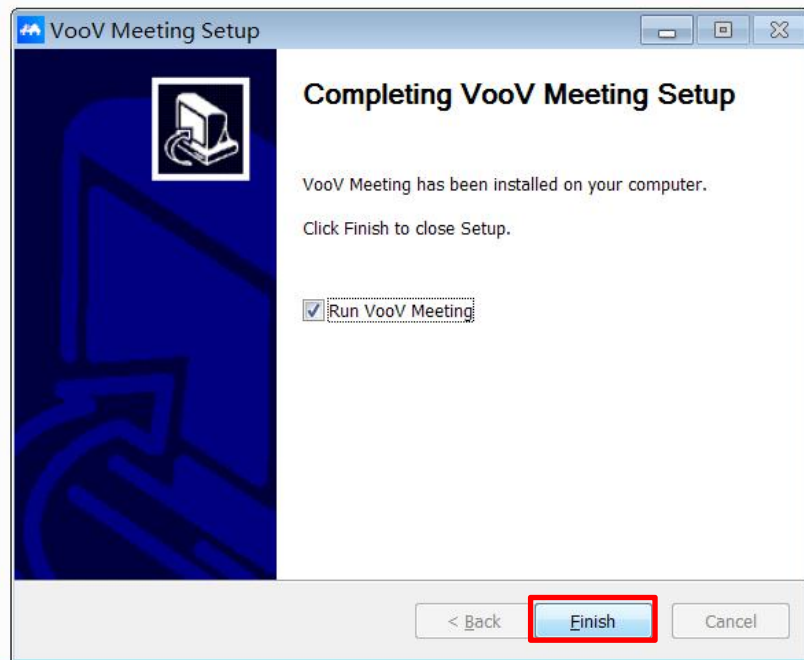 VooV Meeting Setup
Completing VooV Meeting Setup
VooV Meeting has been installed on your computer.
Click Finish to close Setup.
Run VooV Meeting
< Back Finish Cancel